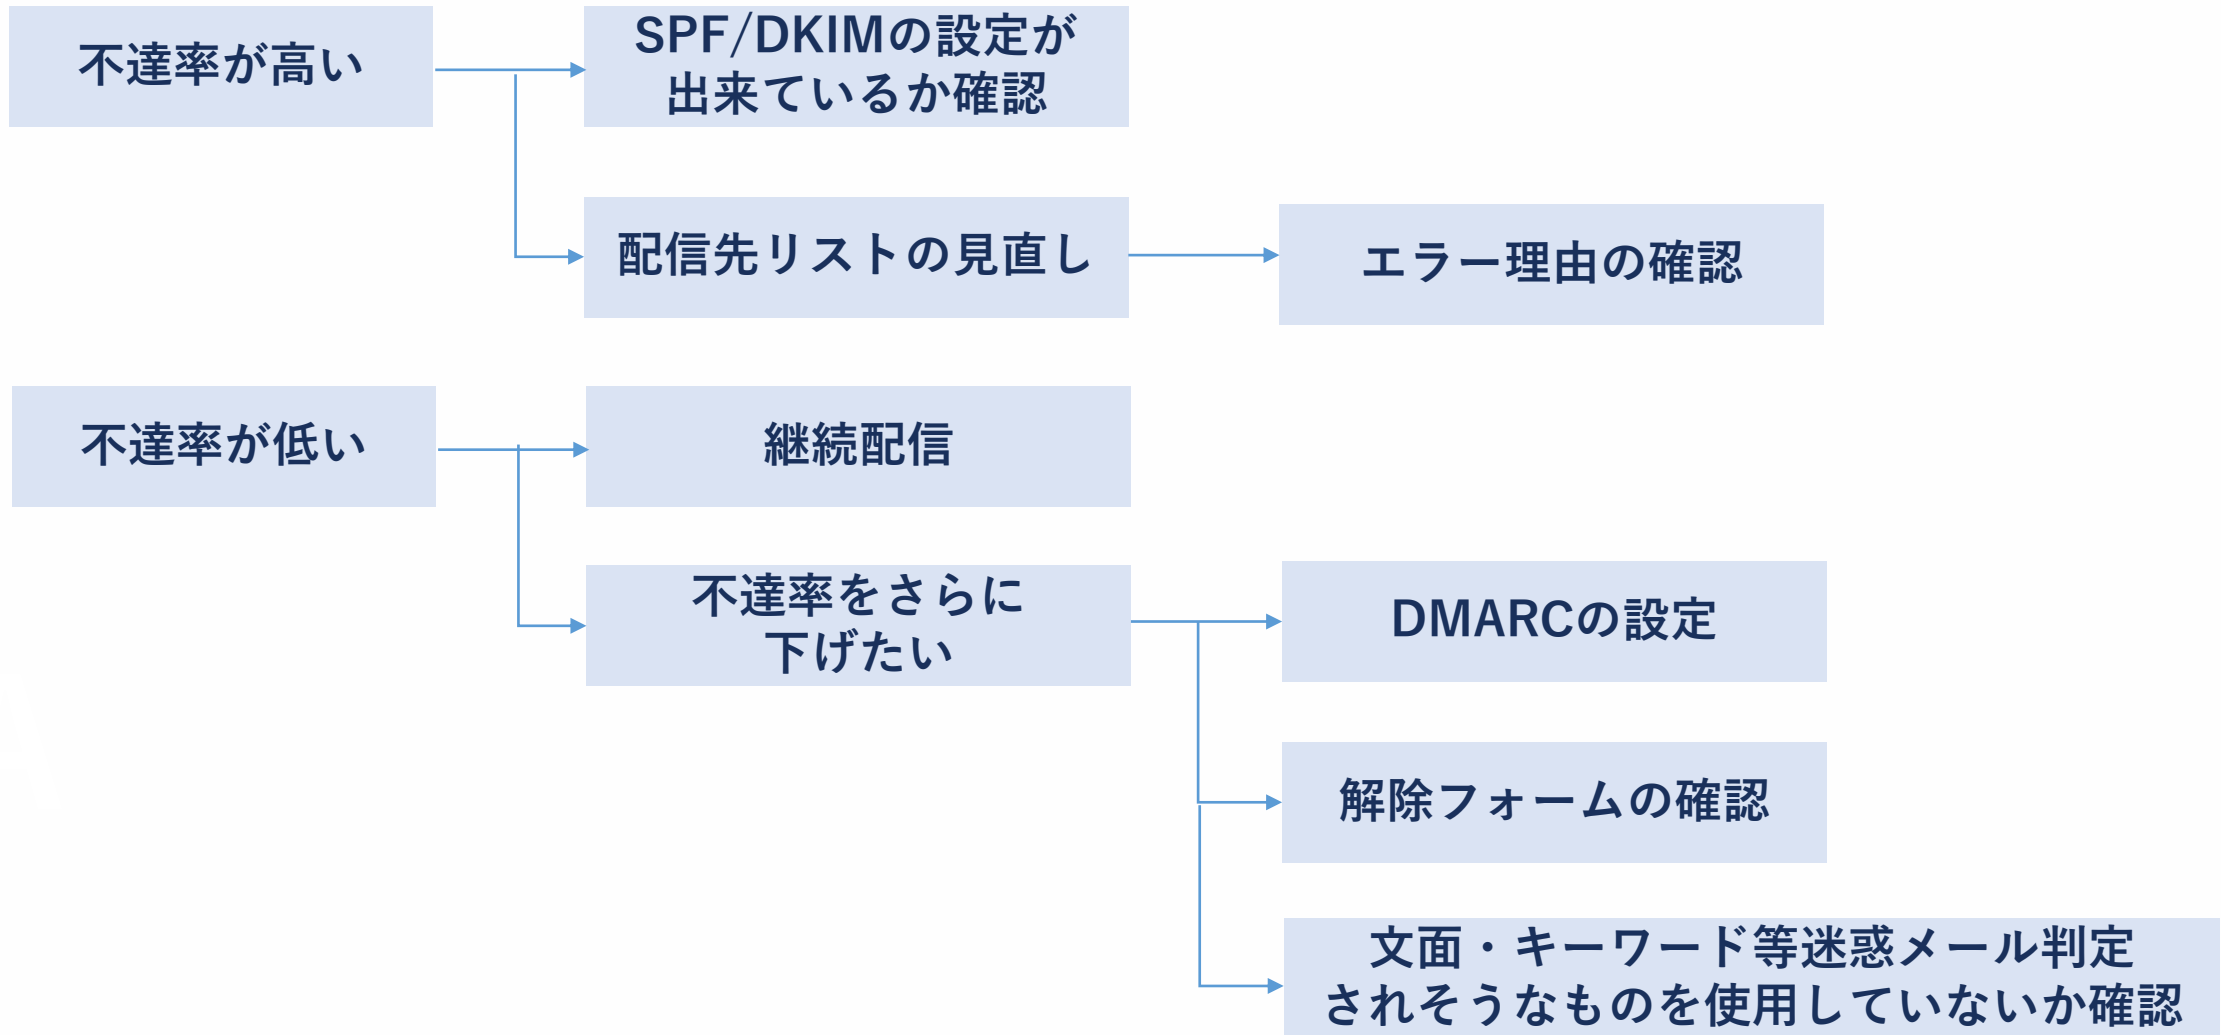 不達率が高い
SPF/DKIMの設定が
出来ているか確認
配信先リストの見直し
エラー理由の確認
不達率が低い
継続配信
不達率をさらに
下げたい
DMARCの設定
解除フォームの確認
文面・キーワード等迷惑メール判定
されそうなものを使用していないか確認